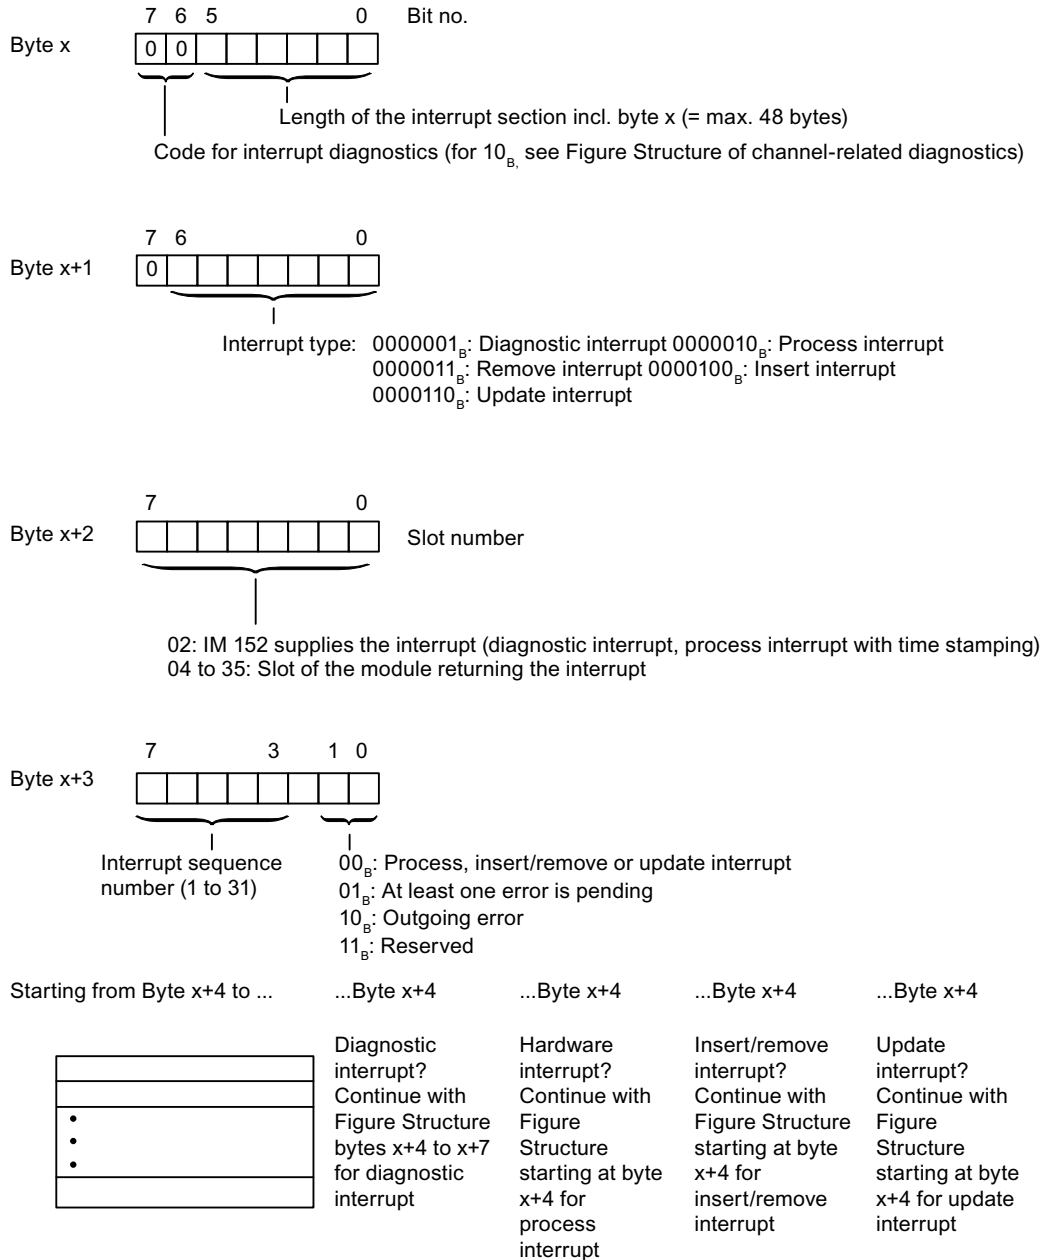 7 6 5 0 Bit no.
Byte x 0 0
Length of the interrupt section incl. byte x (= max. 48 bytes)
Code for interrupt diagnostics (for 10B, see Figure Structure of channel-related diagnostics)
7 6 0
Byte x+1 0
Interrupt type: 0000001B: Diagnostic interrupt 0000010B: Process interrupt
0000011B: Remove interrupt 0000100B: Insert interrupt
0000110B: Update interrupt
7 0
Byte x+2 Slot number
02: IM 152 supplies the interrupt (diagnostic interrupt, process interrupt with time stamping)
04 to 35: Slot of the module returning the interrupt
7 3 1 0
Byte x+3
Interrupt sequence
number (1 to 31)
00B: Process, insert/remove or update interrupt
01B: At least one error is pending
10B: Outgoing error
11B: Reserved
Starting from Byte x+4 to ...
...Byte x+4
Diagnostic
interrupt?
Continue with
Figure Structure
bytes x+4 to x+7
for diagnostic
interrupt
...Byte x+4
Hardware
interrupt?
Continue with
Figure
Structure
starting at byte
x+4 for
process
interrupt
...Byte x+4
Insert/remove
interrupt?
Continue with
Figure Structure
starting at byte
x+4 for
insert/remove
interrupt
...Byte x+4
Update
interrupt?
Continue with
Figure
Structure
starting at byte
x+4 for update
interrupt